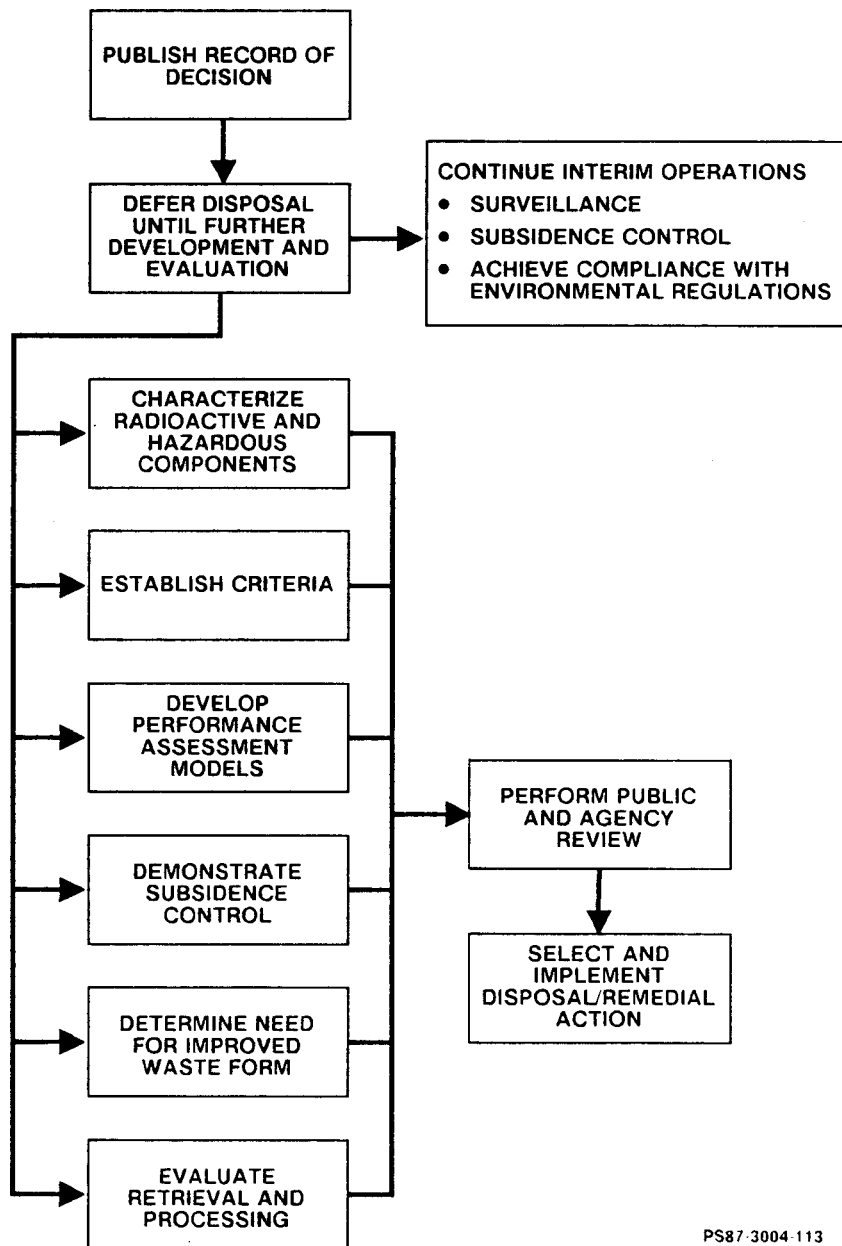 PUBLISH RECORD OF
DECISION
DEFER DISPOSAL
UNTIL FURTHER
DEVELOPMENT AND
EVALUATION
CONTINUE INTERIM OPERATIONS
• SURVEILLANCE
• SUBSIDENCE CONTROL
• ACHIEVE COMPLIANCE WITH
ENVIRONMENTAL REGULATIONS
CHARACTERIZE
RADIOACTIVE AND
HAZARDOUS
COMPONENTS
ESTABLISH CRITERIA
DEVELOP
PERFORMANCE
ASSESSMENT
MODELS
DEMONSTRATE
SUBSIDENCE
CONTROL
DETERMINE NEED
FOR IMPROVED
WASTE FORM
EVALUATE
RETRIEVAL AND
PROCESSING
PERFORM PUBLIC
AND AGENCY
REVIEW
SELECT AND
IMPLEMENT
DISPOSAL/REMEDIAL
ACTION
PS87-3004-113